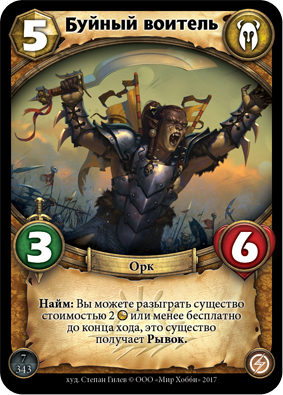 5
Буйный воитель
3
6
Орк
Найм: Вы можете разыграть существо
стоимостью 2 или менее бесплатно
до конца хода, это существо
получает Рывок.
7
343
худ. Степан Гилев © ООО «Мир Хобби» 2017